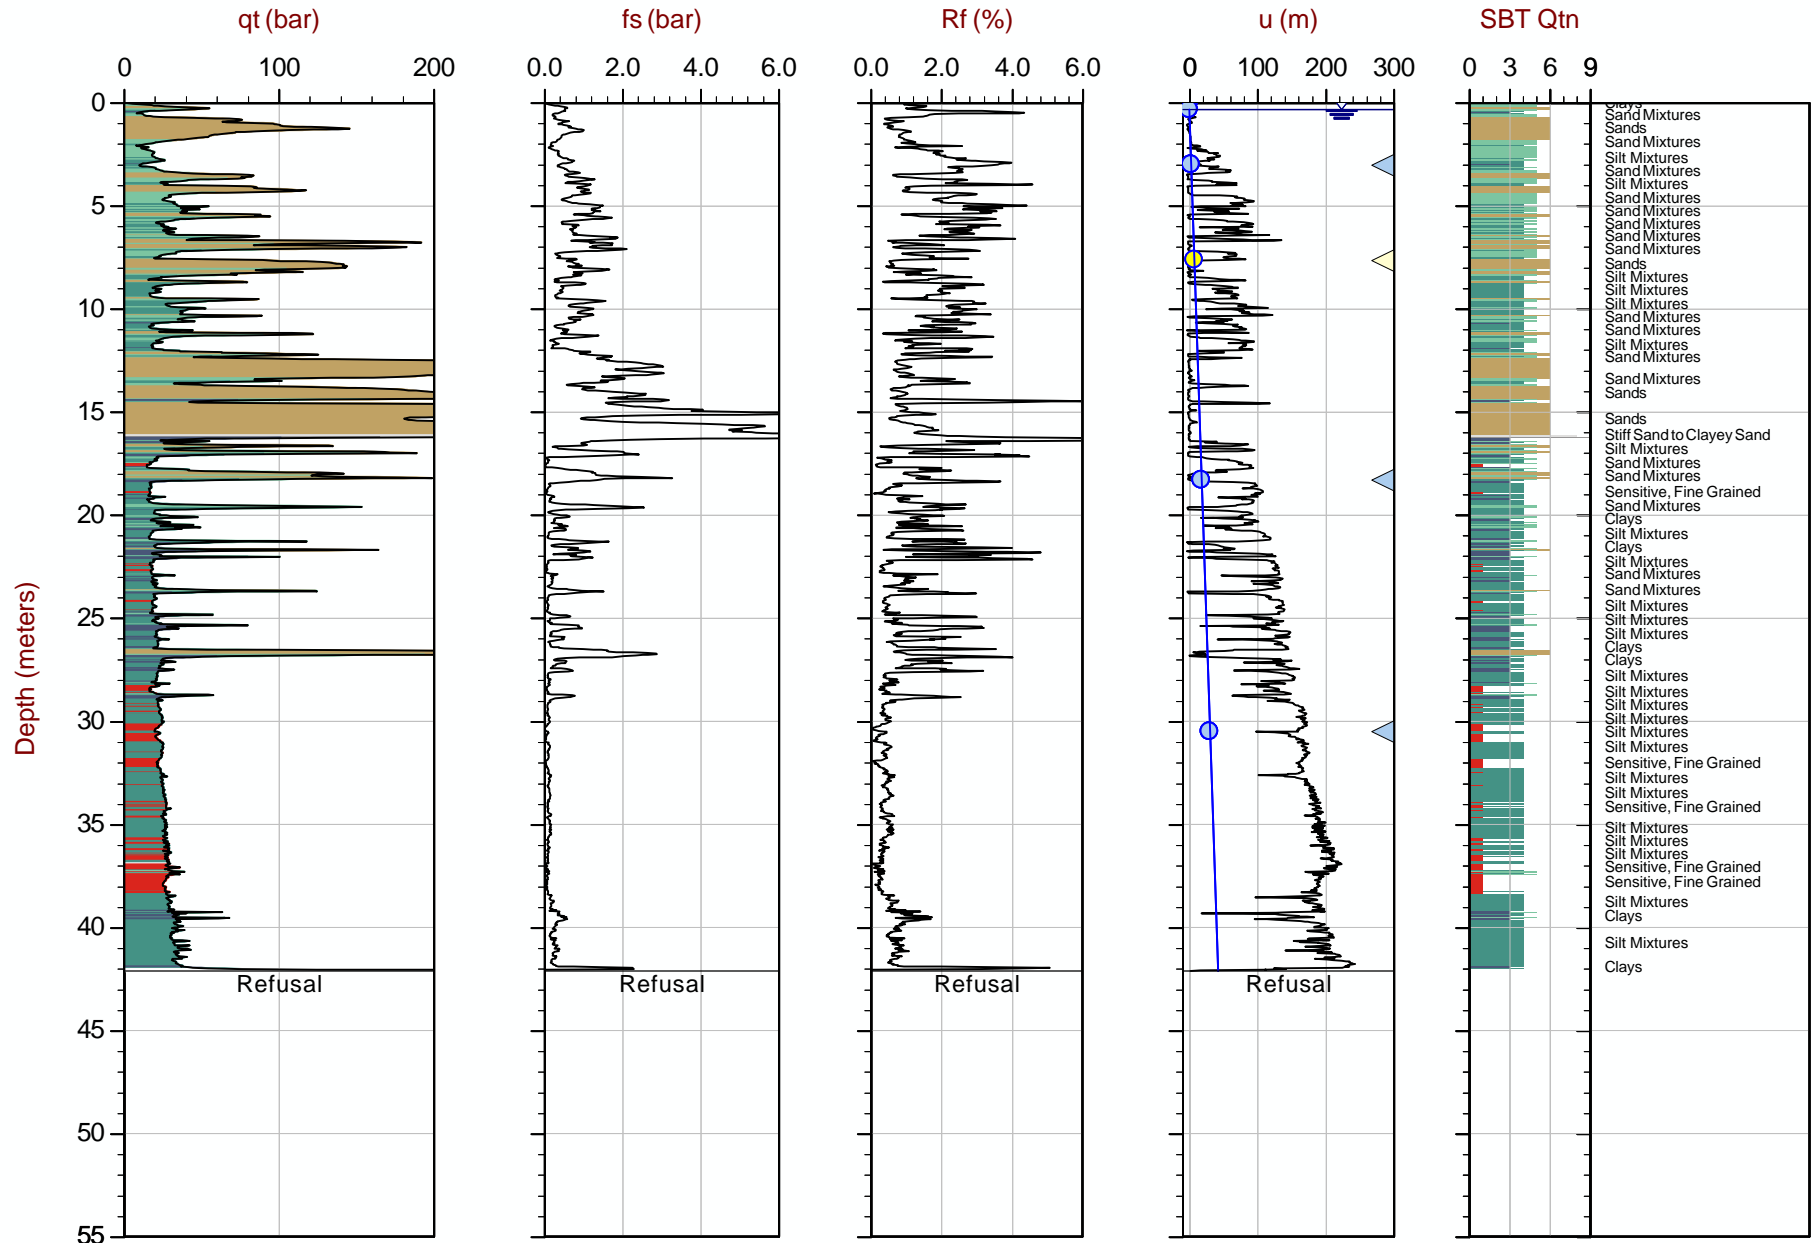 qt (bar) fs (bar) Rf (%) u (m) SBT Qtn
0 100 200 0.0 2.0 4.0 6.0 0.0 2.0 4.0 6.0 0 100 200 300 0 3 6 9
Depth (meters)
0
5
10
15
20
25
30
35
40
45
50
55
Refusal Refusal Refusal Refusal
Clays
Sand Mixtures
Sands
Sand Mixtures
Silt Mixtures
Sand Mixtures
Silt Mixtures
Sand Mixtures
Sand Mixtures
Sand Mixtures
Sand Mixtures
Sand Mixtures
Sands
Silt Mixtures
Silt Mixtures
Silt Mixtures
Sand Mixtures
Sand Mixtures
Silt Mixtures
Sand Mixtures
Sand Mixtures
Sands
Sands
Stiff Sand to Clayey Sand
Silt Mixtures
Sand Mixtures
Sand Mixtures
Sensitive, Fine Grained
Sand Mixtures
Clays
Silt Mixtures
Clays
Silt Mixtures
Sand Mixtures
Sand Mixtures
Silt Mixtures
Silt Mixtures
Silt Mixtures
Clays
Clays
Silt Mixtures
Silt Mixtures
Silt Mixtures
Silt Mixtures
Silt Mixtures
Silt Mixtures
Sensitive, Fine Grained
Silt Mixtures
Silt Mixtures
Sensitive, Fine Grained
Silt Mixtures
Silt Mixtures
Silt Mixtures
Sensitive, Fine Grained
Sensitive, Fine Grained
Silt Mixtures
Clays
Silt Mixtures
Clays